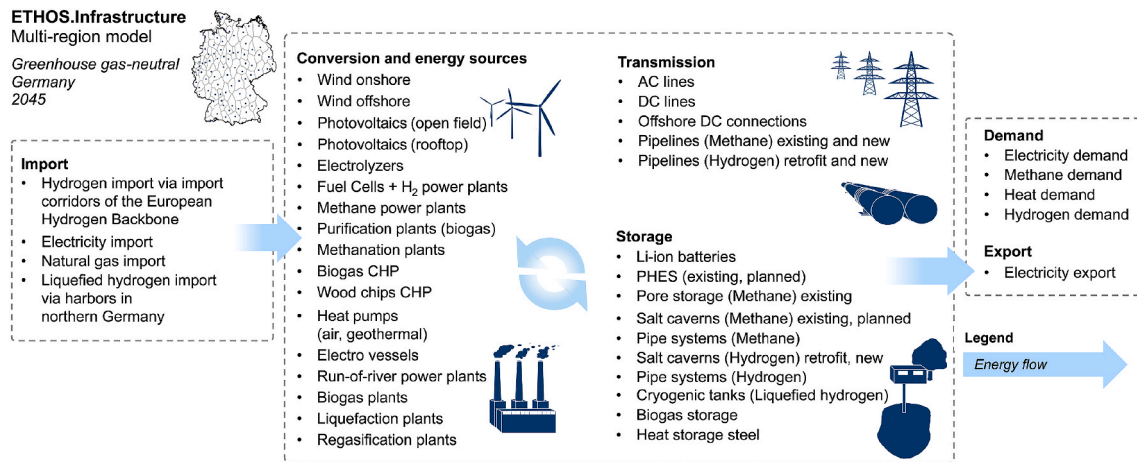 ETHOS.Infrastructure
Multi-region model
Greenhouse gas-neutral
Germany
2045
Import
• Hydrogen import via import
corridors of the European
Hydrogen Backbone
• Electricity import
• Natural gas import
• Liquefied hydrogen import
via harbors in
northern Germany
Conversion and energy sources
• Wind onshore
• Wind offshore
• Photovoltaics (open field)
• Photovoltaics (rooftop)
• Electrolyzers
• Fuel Cells + H₂ power plants
• Methane power plants
• Purification plants (biogas)
• Methanation plants
• Biogas CHP
• Wood chips CHP
• Heat pumps
(air, geothermal)
• Electro vessels
• Run-of-river power plants
• Biogas plants
• Liquefaction plants
• Regasification plants
Transmission
• AC lines
• DC lines
• Offshore DC connections
• Pipelines (Methane) existing and new
• Pipelines (Hydrogen) retrofit and new
Storage
• Li-ion batteries
• PHES (existing, planned)
• Pore storage (Methane) existing
• Salt caverns (Methane) existing, planned
• Pipe systems (Methane)
• Salt caverns (Hydrogen) retrofit, new
• Pipe systems (Hydrogen)
• Cryogenic tanks (Liquefied hydrogen)
• Biogas storage
• Heat storage steel
Demand
• Electricity demand
• Methane demand
• Heat demand
• Hydrogen demand
Export
• Electricity export
Legend
Energy flow